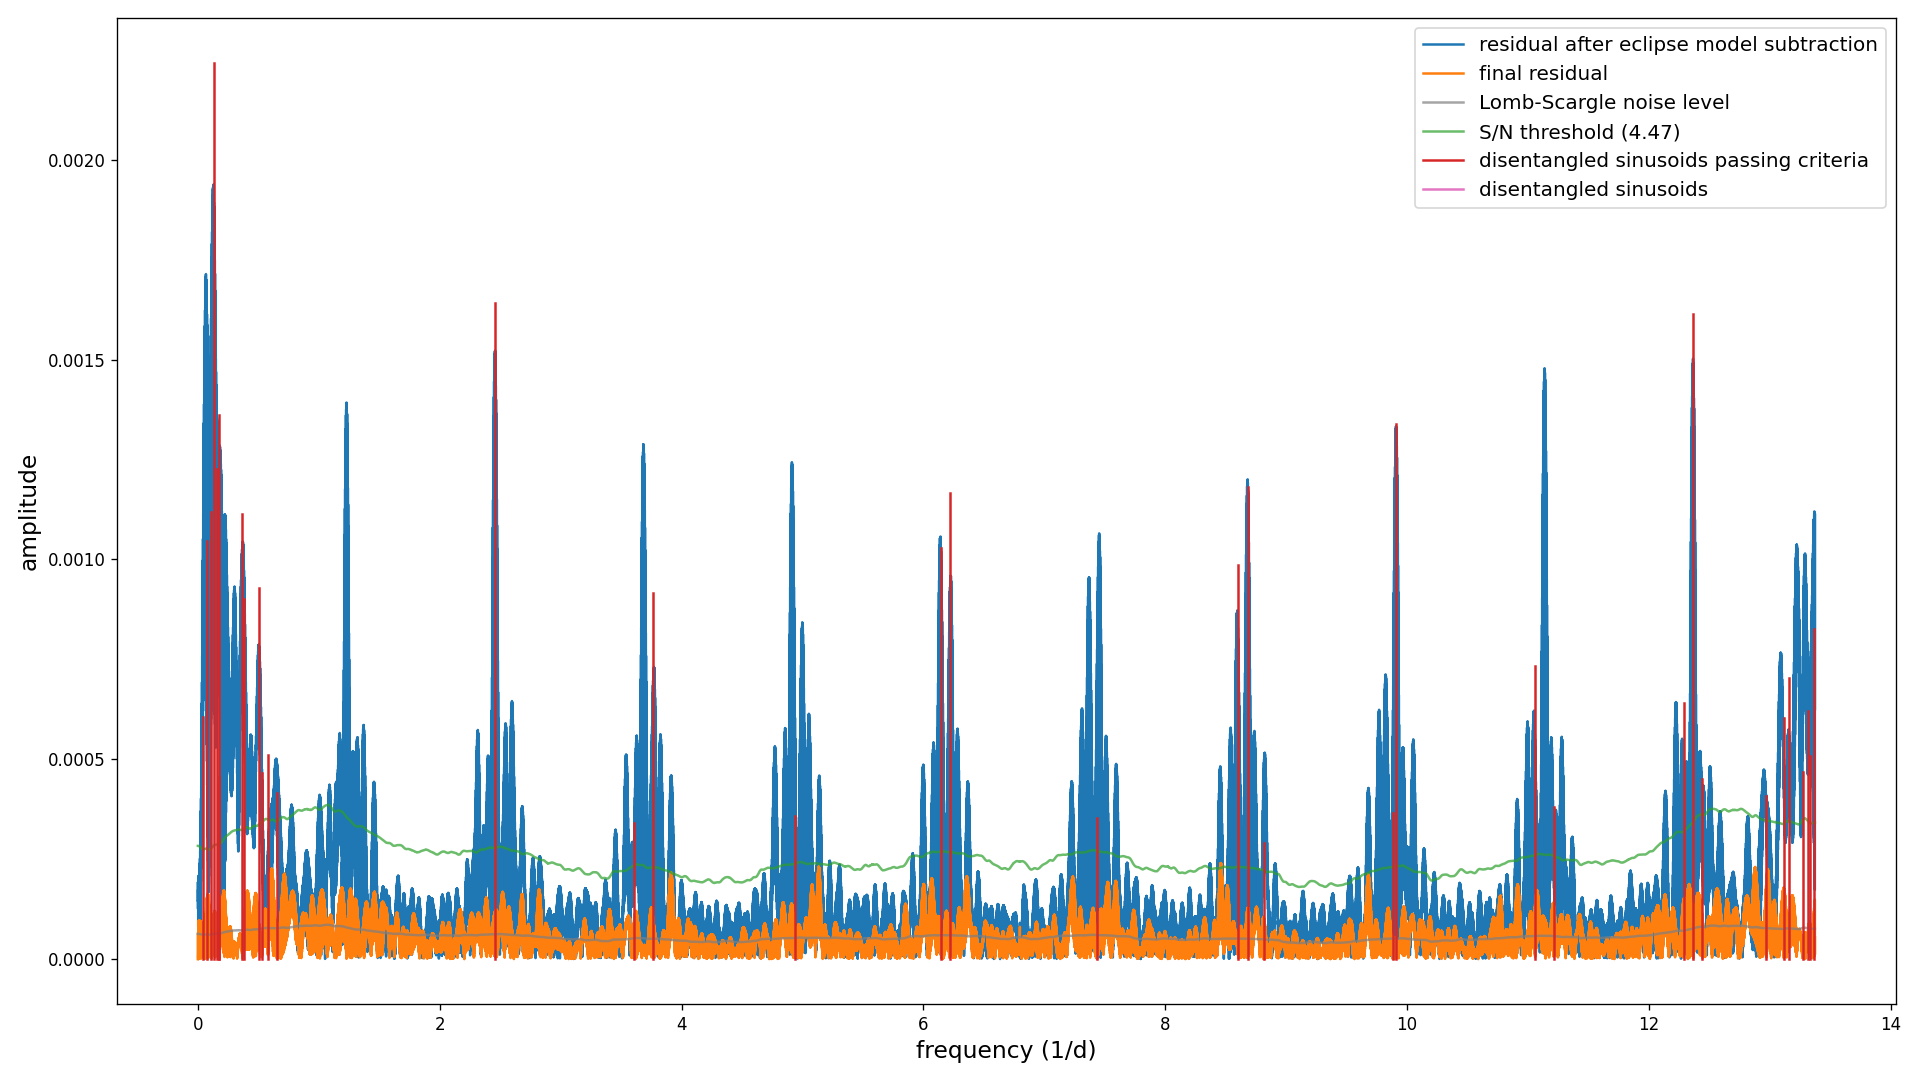 residual after eclipse model subtraction
final residual
Lomb-Scargle noise level
S/N threshold (4.47)
disentangled sinusoids passing criteria
disentangled sinusoids
amplitude
0.0020
0.0015
0.0010
0.0005
0.0000
0 2 4 6 8 10 12 14
frequency (1/d)